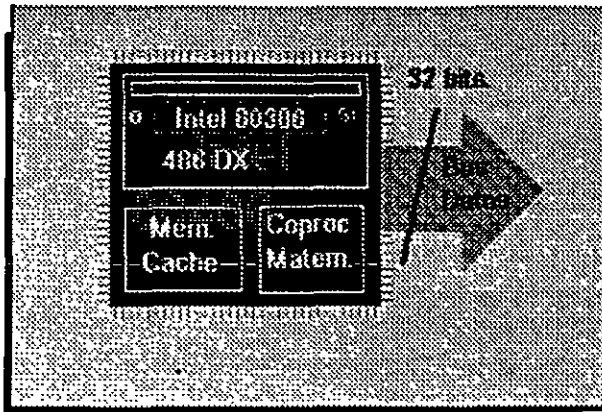 32 bits.
Intel 80386
486 DX
Bus
Datos
Mem.
Cache
Coproc
Matem.